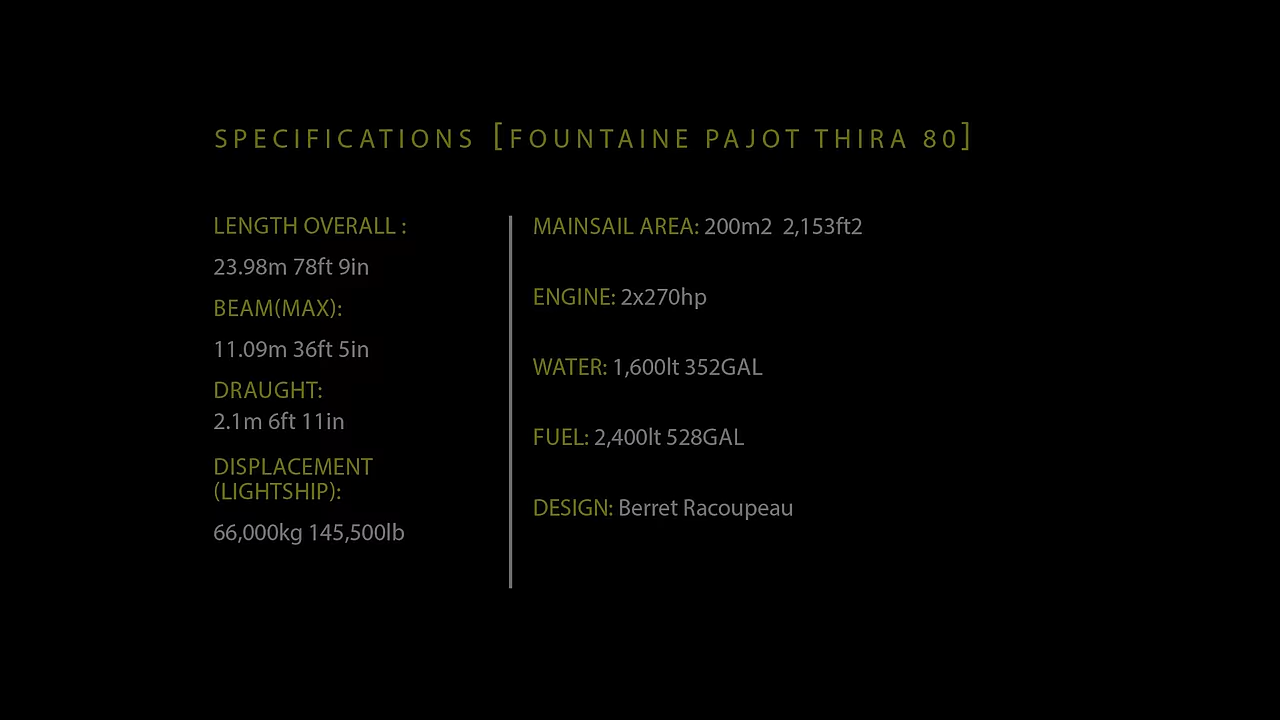 SPECIFICATIONS [FOUNTAINE PAJOT THIRA 80]
LENGTH OVERALL :
23.98m 78ft 9in
BEAM(MAX):
11.09m 36ft 5in
DRAUGHT:
2.1m 6ft 11in
DISPLACEMENT
(LIGHTSHIP):
66,000kg 145,500lb
MAINSAIL AREA: 200m2  2,153ft2
ENGINE: 2x270hp
WATER: 1,600lt 352GAL
FUEL: 2,400lt 528GAL
DESIGN: Berret Racoupeau